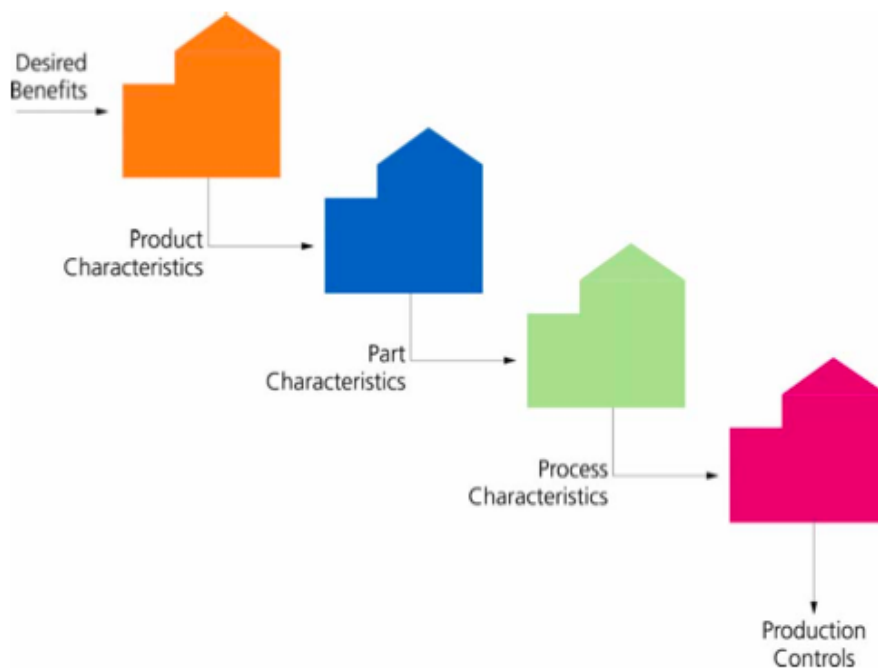 Desired
Benefits
Product
Characteristics
Part
Characteristics
Process
Characteristics
Production
Controls